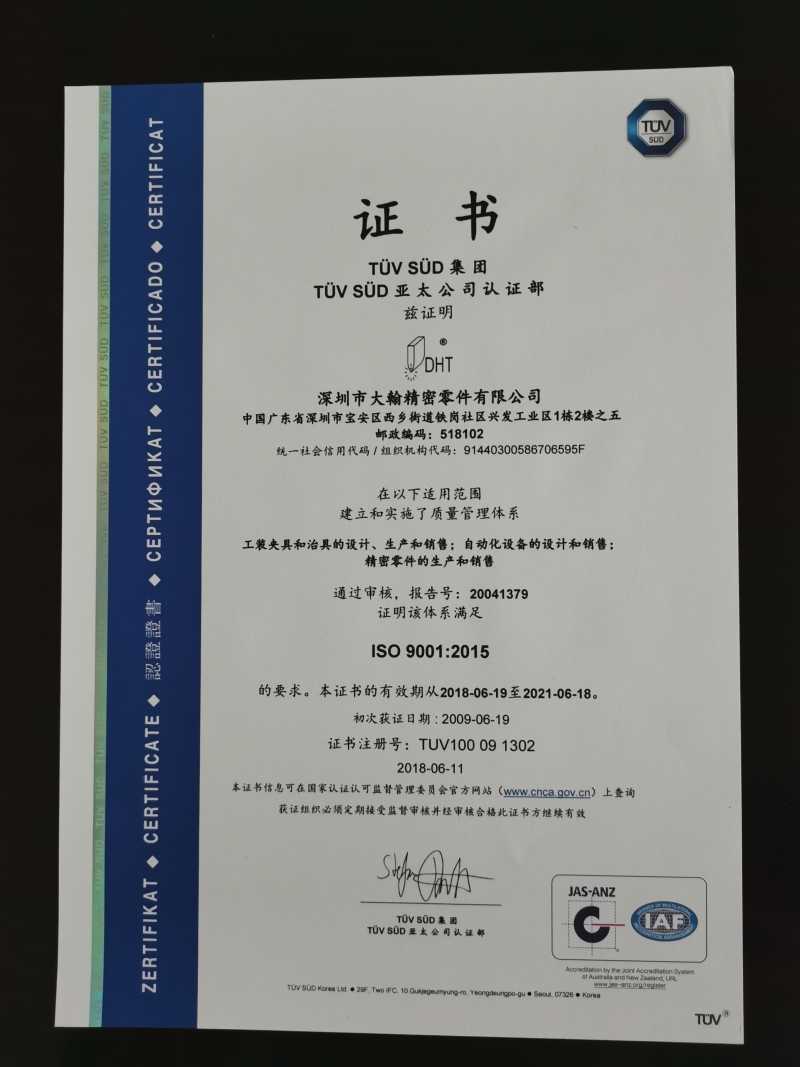 TÜV SÜD
证 书
TÜV SÜD 集 团
TÜV SÜD 亚 太 公 司 认 证 部
兹证明
DHT ®
深圳市大翰精密零件有限公司
中国广东省深圳市宝安区西乡街道铁岗社区兴发工业区1栋2楼之五
邮政编码：518102
统一社会信用代码 / 组织机构代码：91440300586706595F
在以下适用范围
建立和实施了质量管理体系
工装夹具和治具的设计、生产和销售；自动化设备的设计和销售；
精密零件的生产和销售
通过审核，报告号：20041379
证明该体系满足
ISO 9001:2015
的要求。本证书的有效期从2018-06-19至2021-06-18。
初次获证日期 : 2009-06-19
证书注册号：TUV100 09 1302
2018-06-11
本证书信息可在国家认证认可监督管理委员会官方网站（www.cnca.gov.cn）上查询
获证组织必须定期接受监督审核并经审核合格此证书方继续有效
TÜV SÜD 集 团
TÜV SÜD 亚 太 公 司 认 证 部
JAS-ANZ
MEMBER OF MULTILATERAL
IAF
RECOGNITION ARRANGEMENT
Accreditation by the Joint Accreditation System
of Australia and New Zealand, URL
www.jas-anz.org/register
TÜV SÜD Korea Ltd. ● 29F, Two IFC, 10 Gukjegeumyung-ro, Yeongdeungpo-gu ● Seoul, 07326 ● Korea
TÜV®
ZERTIFIKAT ◆ CERTIFICATE ◆ 認證證書 ◆ СЕРТИФИКАТ ◆ CERTIFICADO ◆ CERTIFICAT